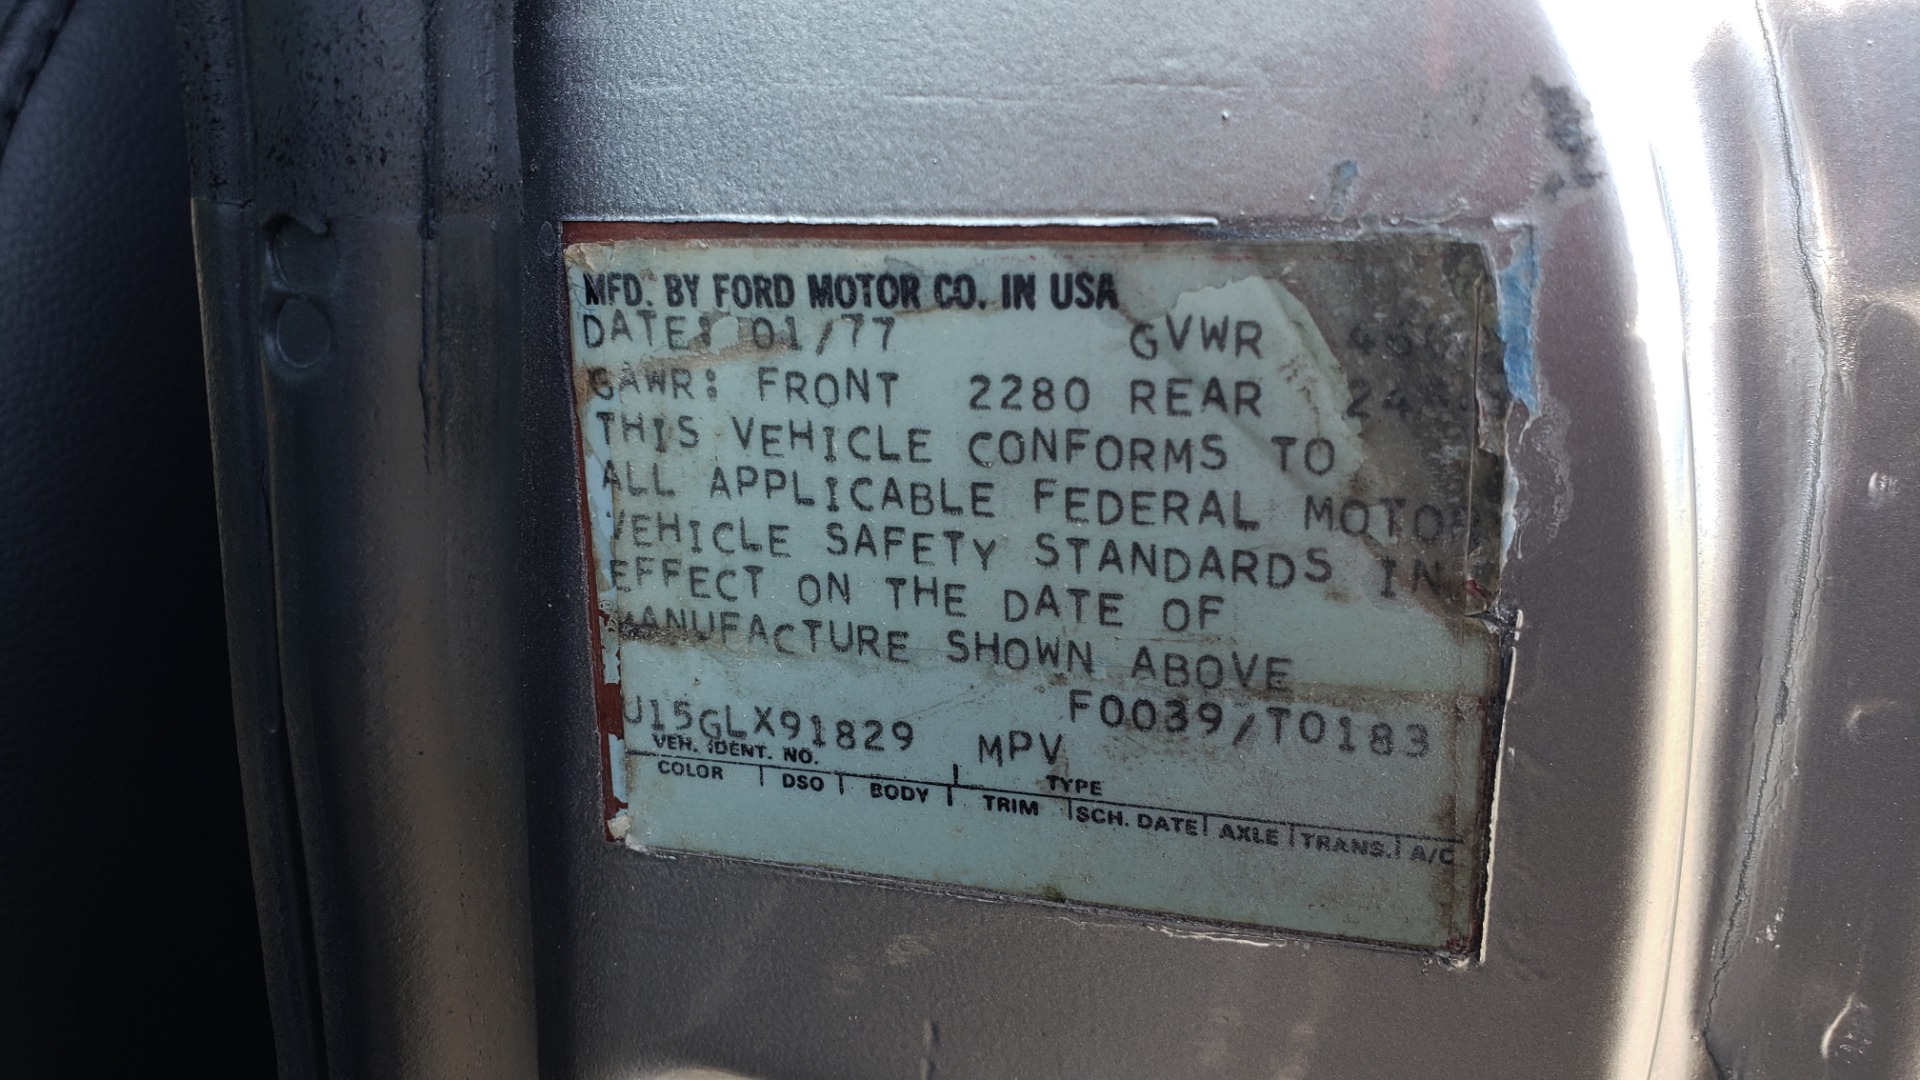 MFD. BY FORD MOTOR CO. IN USA
DATE: 01/77 GVWR
GAWR: FRONT 2280 REAR
THIS VEHICLE CONFORMS TO
ALL APPLICABLE FEDERAL MOTOR
VEHICLE SAFETY STANDARDS IN
EFFECT ON THE DATE OF
MANUFACTURE SHOWN ABOVE
F0039/T0183
U15GLX91829 MPV
VEH. IDENT. NO. TYPE
COLOR DSO BODY TRIM SCH. DATE AXLE TRANS. A/C